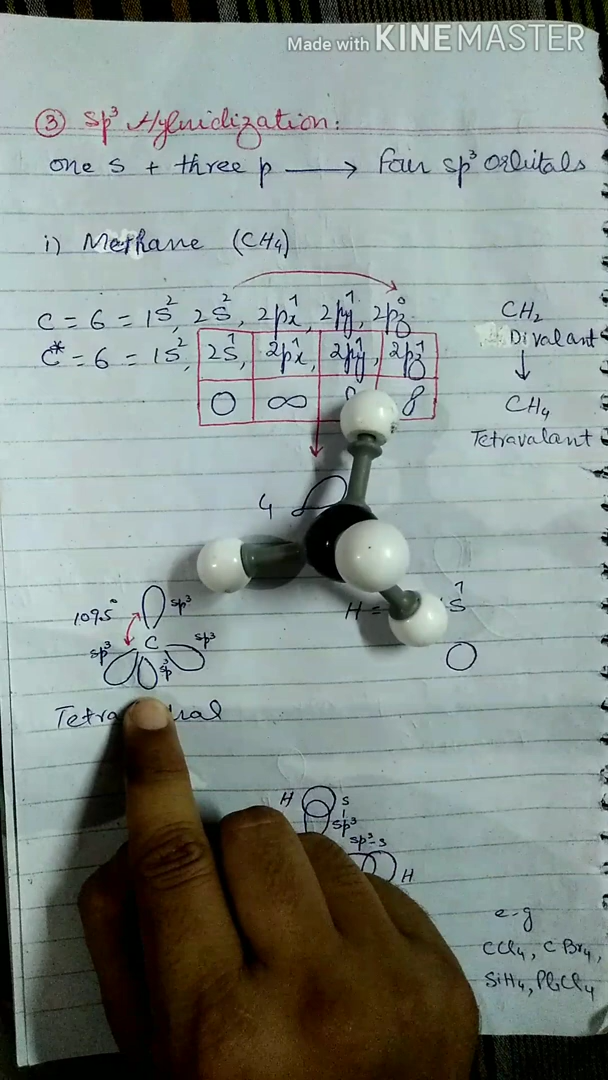 Made with KINEMASTER
③ sp³ Hybridization:
one s + three p ⟶ four sp³ orbitals
i) Methane (CH₄)
C = 6 = 1s², 2s², 2px¹, 2py¹, 2pz⁰
C* = 6 = 1s², 2s¹, 2px¹, 2py¹, 2pz¹
CH₂
Divalant
↓
CH₄
Tetravalant
4
H = s¹
109.5°
sp³
sp³ C sp³
sp³
H s
sp³
sp³-s
H
e-g
CCl₄, CBr₄,
SiH₄, PbCl₄